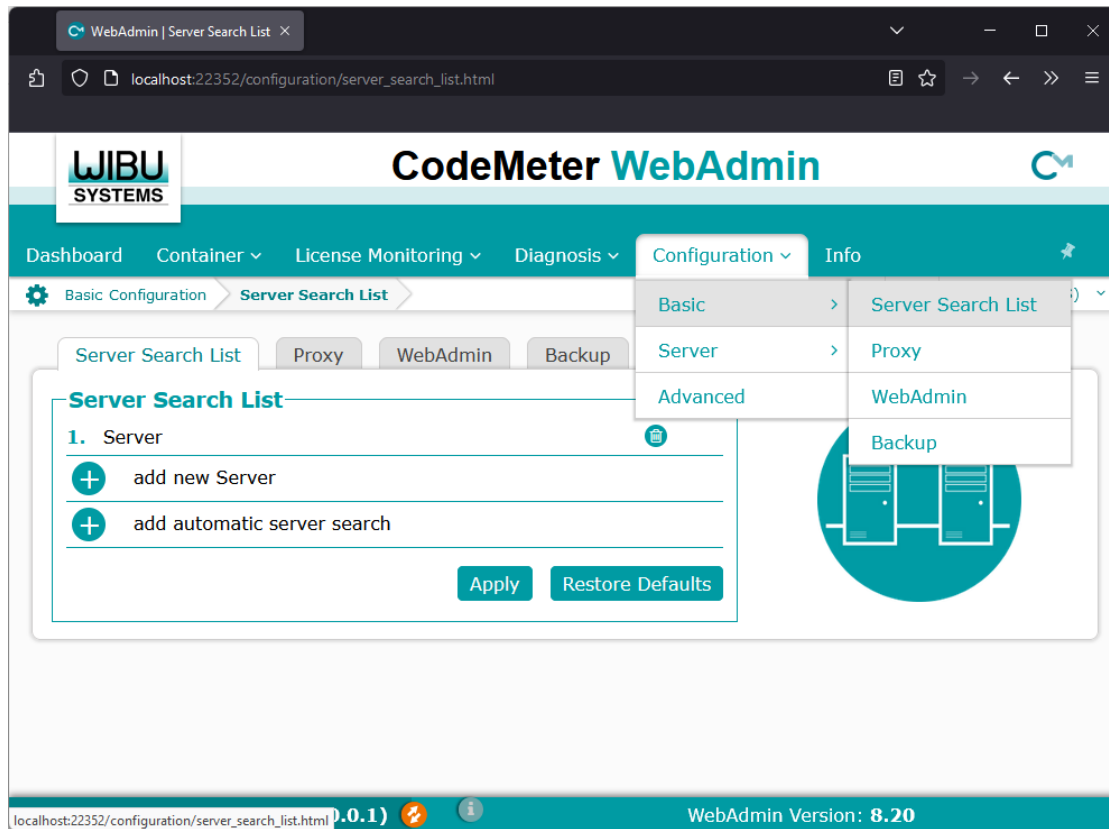 WebAdmin | Server Search List
localhost:22352/configuration/server_search_list.html
WIBU
SYSTEMS
CodeMeter WebAdmin
Dashboard Container License Monitoring Diagnosis Configuration Info
Basic Configuration Server Search List
Basic Server Search List
Server Proxy
Advanced WebAdmin
Backup
Server Search List Proxy WebAdmin Backup
Server Search List
1. Server
add new Server
add automatic server search
Apply Restore Defaults
localhost:22352/configuration/server_search_list.html .0.0.1) WebAdmin Version: 8.20